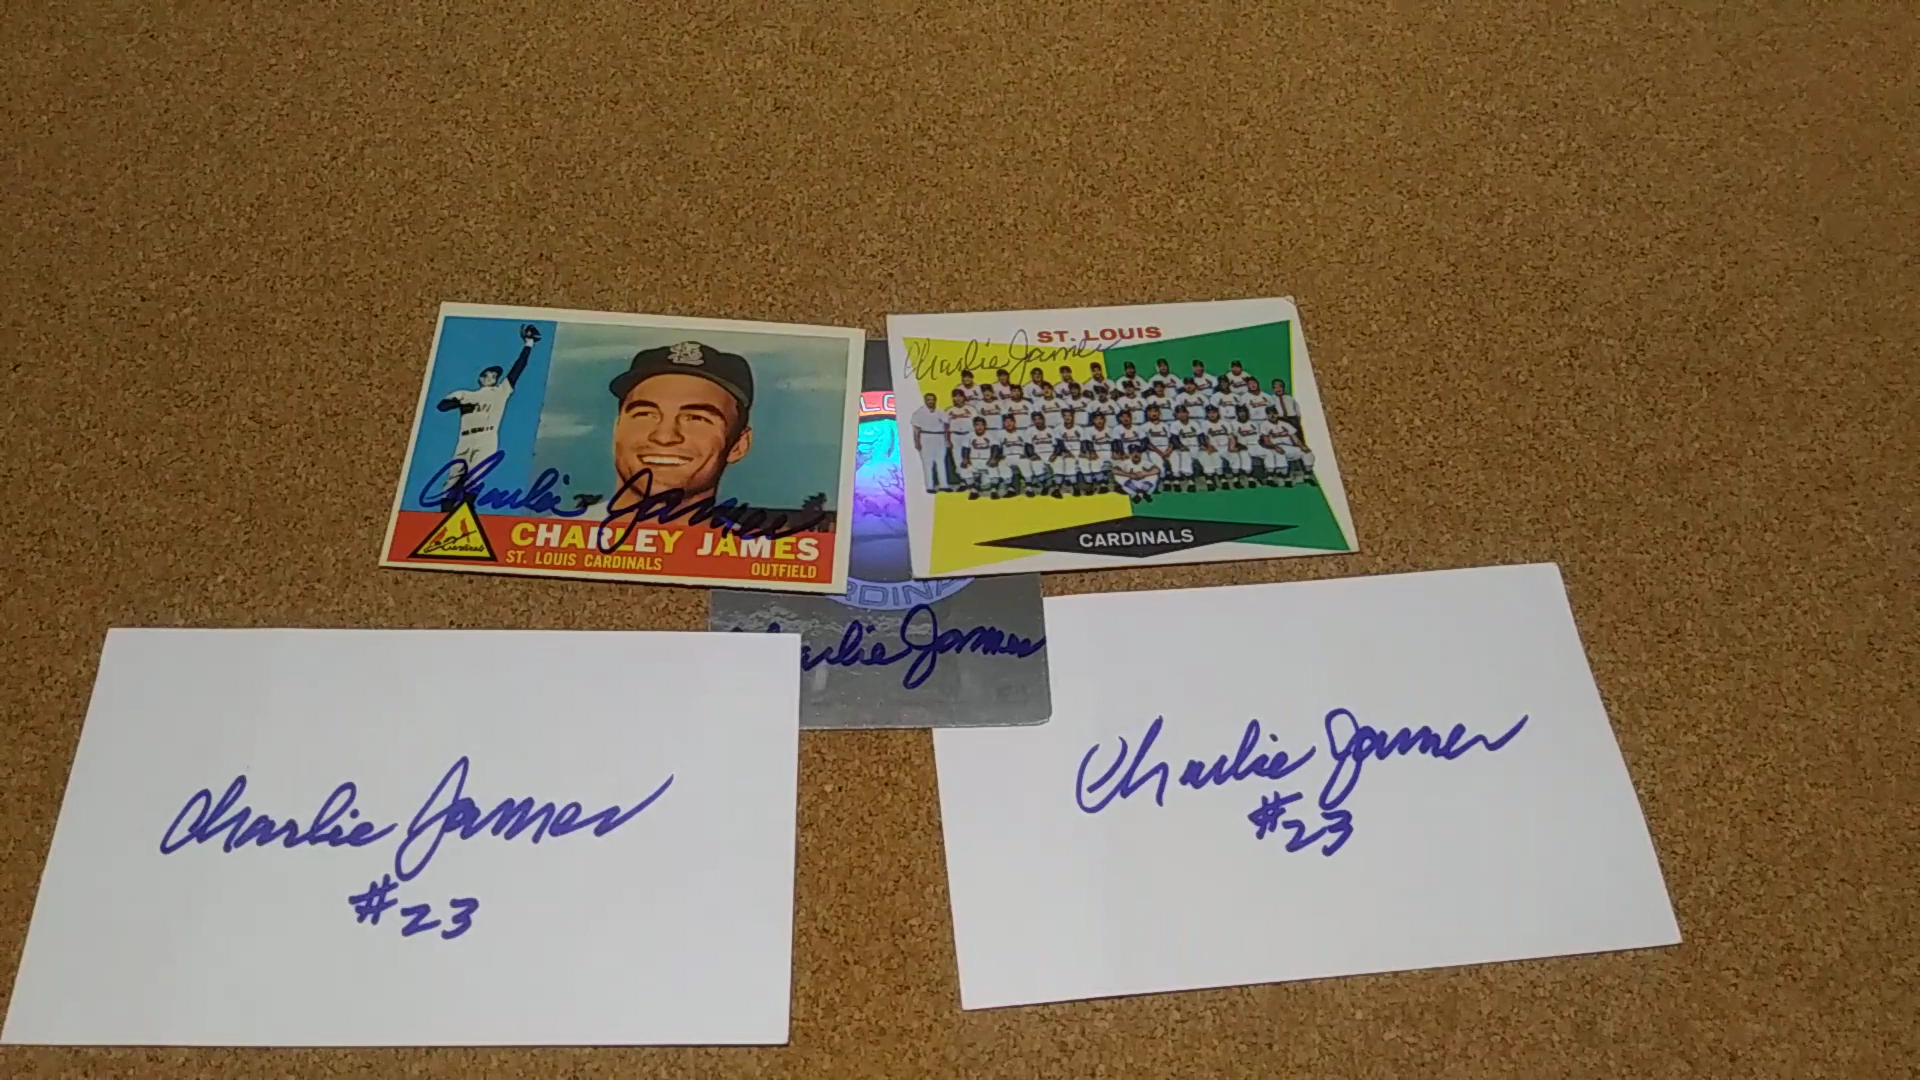 Charlie James
CHARLEY JAMES
ST. LOUIS CARDINALS
OUTFIELD
Cardinals
ST. LOUIS
Charlie James
CARDINALS
Charlie James
#23
Charlie James
#23
James